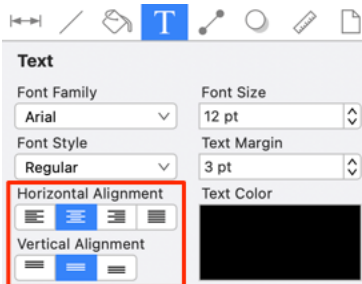 T
Text
Font Family Font Size
Arial 12 pt
Font Style Text Margin
Regular 3 pt
Horizontal Alignment Text Color
Vertical Alignment